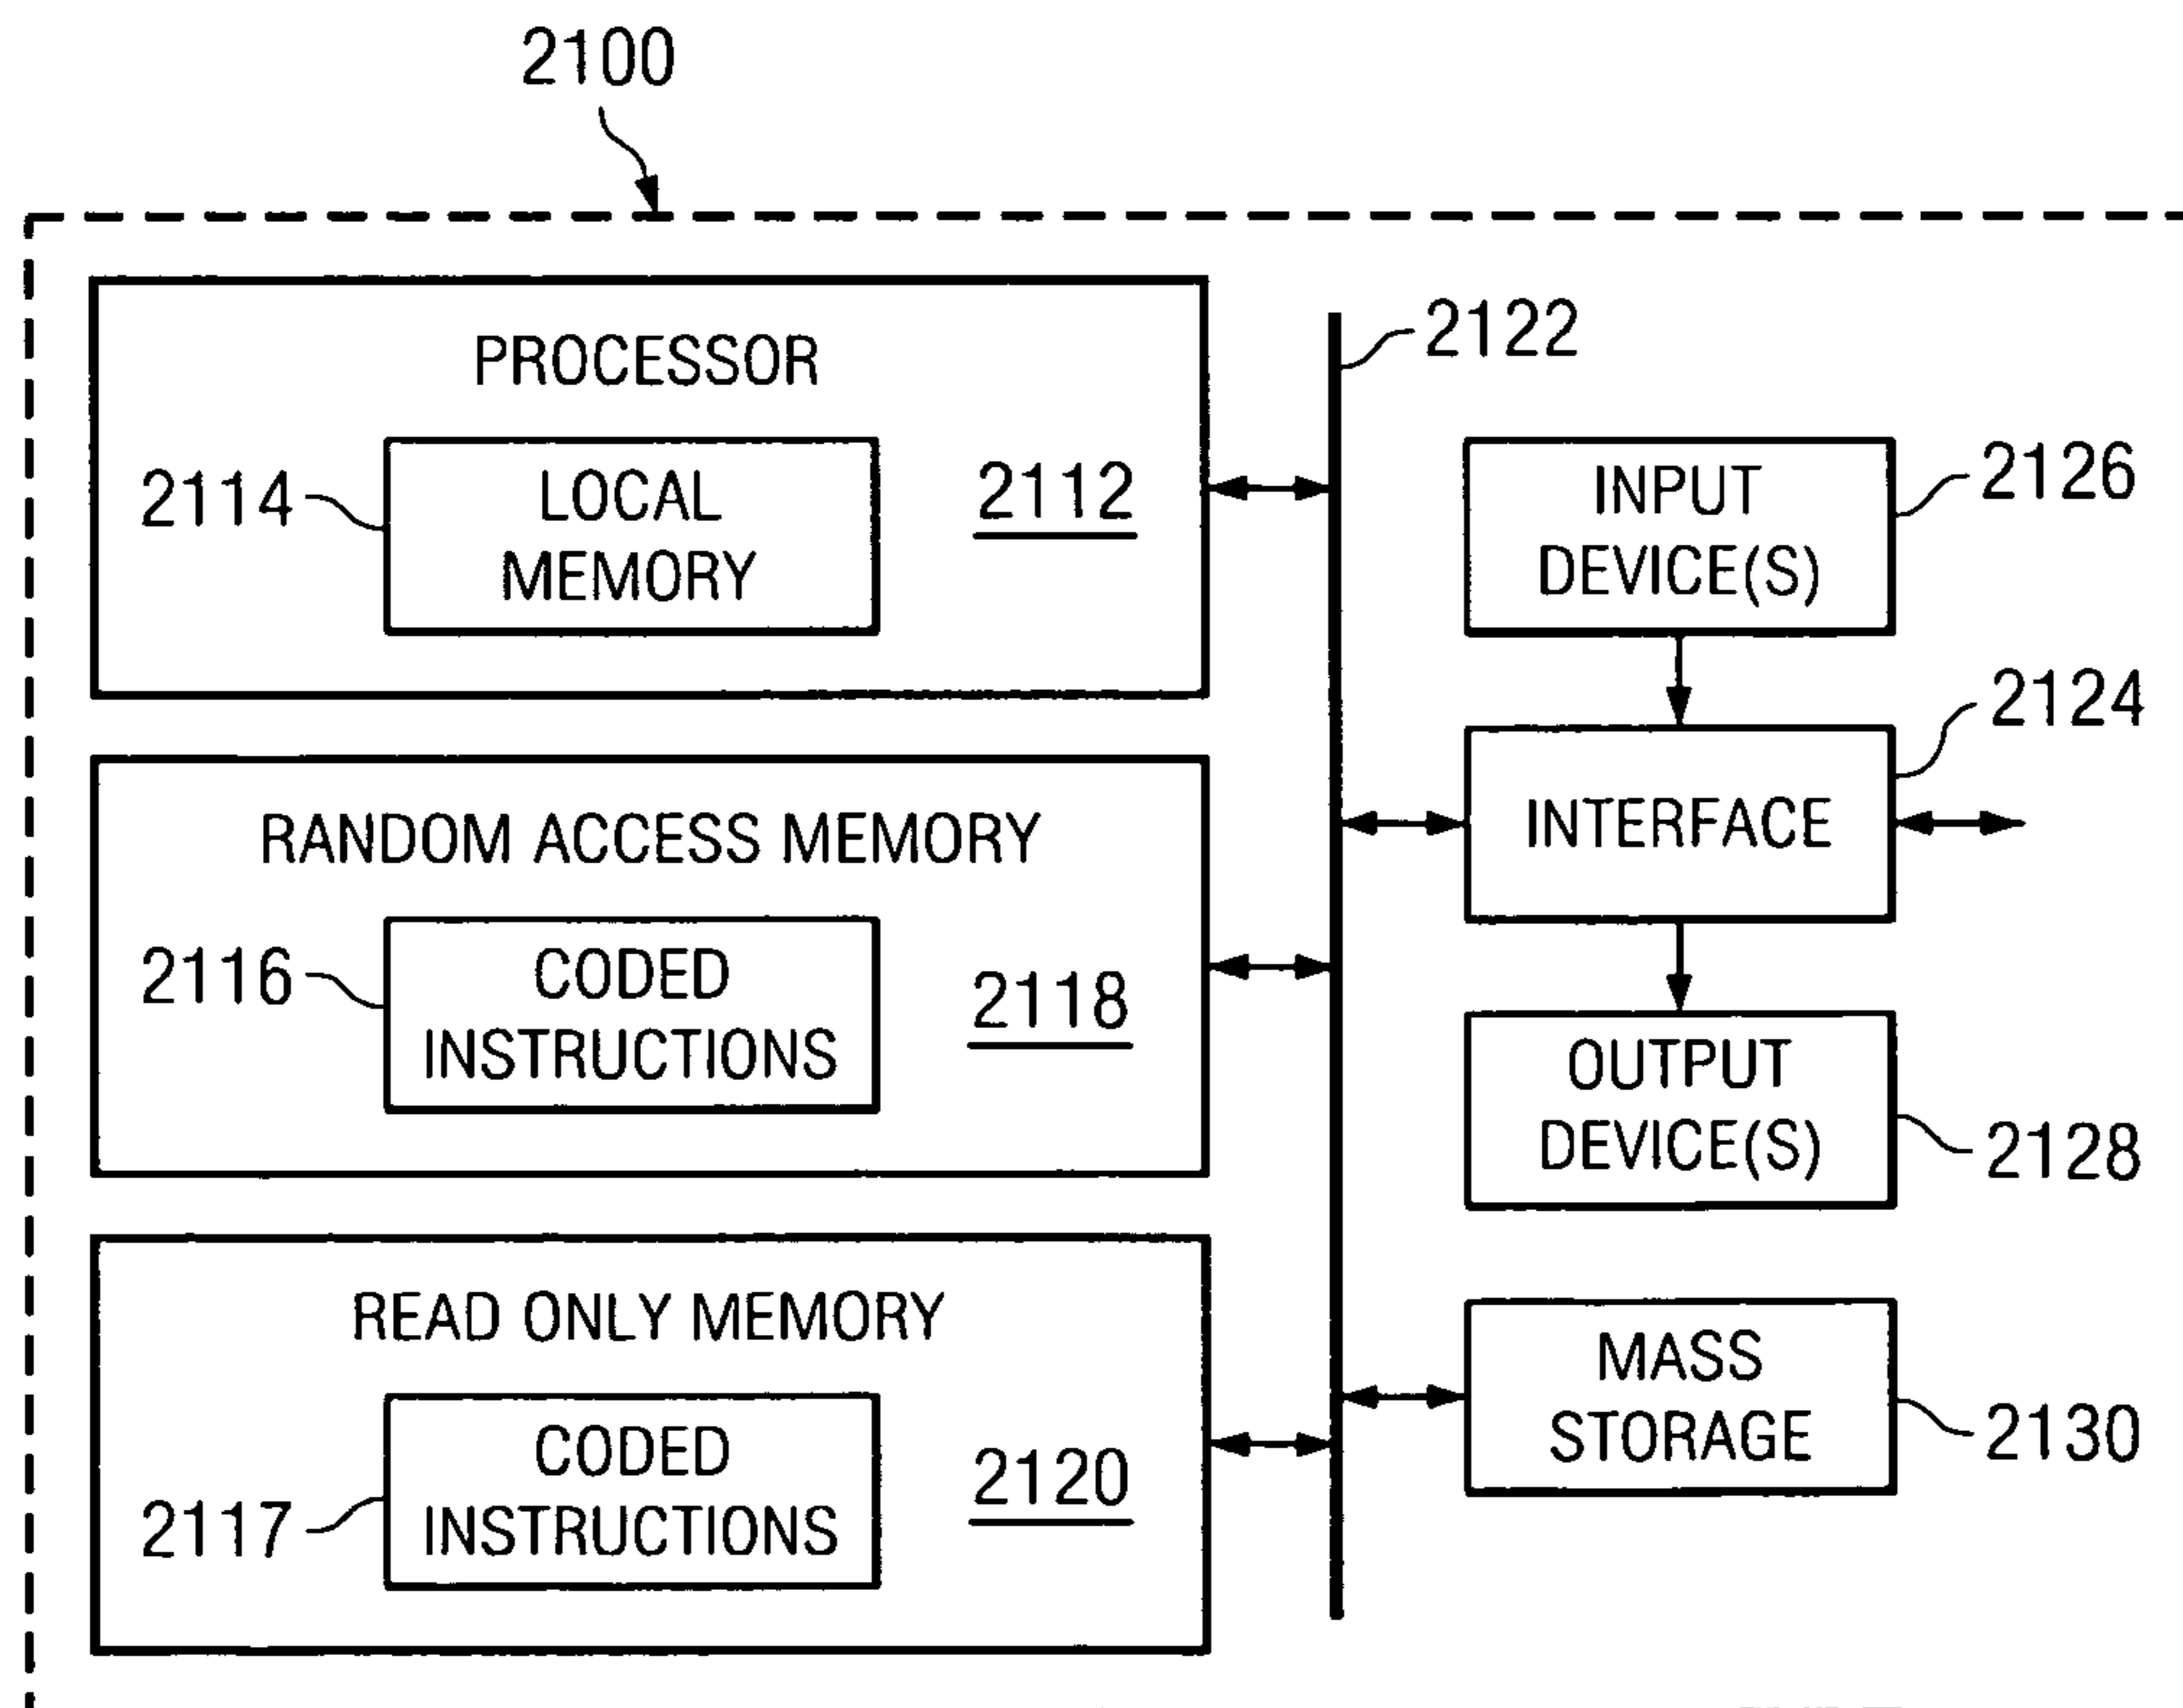 2100
PROCESSOR
2114
LOCAL
MEMORY
2112
RANDOM ACCESS MEMORY
2116
CODED
INSTRUCTIONS
2118
READ ONLY MEMORY
2117
CODED
INSTRUCTIONS
2120
2122
INPUT
DEVICE(S)
2126
2124
INTERFACE
OUTPUT
DEVICE(S)
2128
MASS
STORAGE
2130